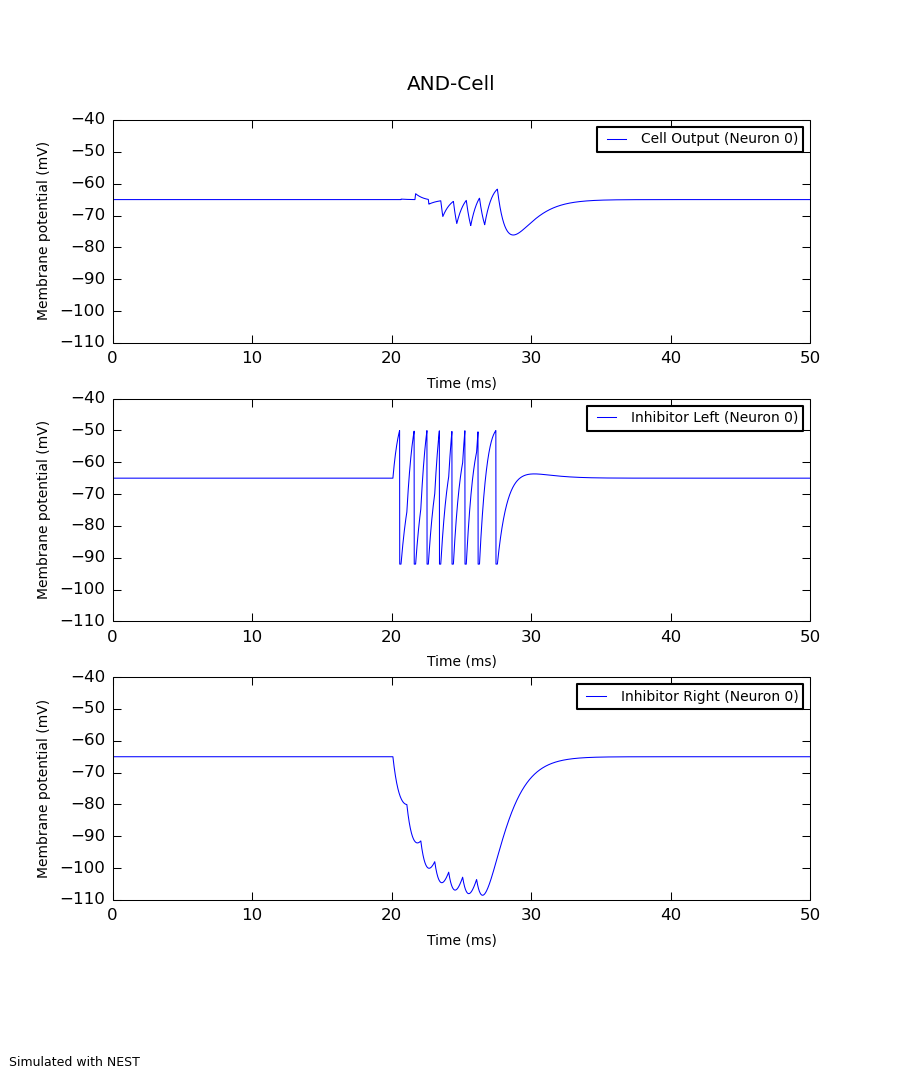 AND-Cell
−40
−50
−60
−70
−80
−90
−100
−110
Membrane potential (mV)
Cell Output (Neuron 0)
0 10 20 30 40 50
Time (ms)
−40
−50
−60
−70
−80
−90
−100
−110
Membrane potential (mV)
Inhibitor Left (Neuron 0)
0 10 20 30 40 50
Time (ms)
−40
−50
−60
−70
−80
−90
−100
−110
Membrane potential (mV)
Inhibitor Right (Neuron 0)
0 10 20 30 40 50
Time (ms)
Simulated with NEST